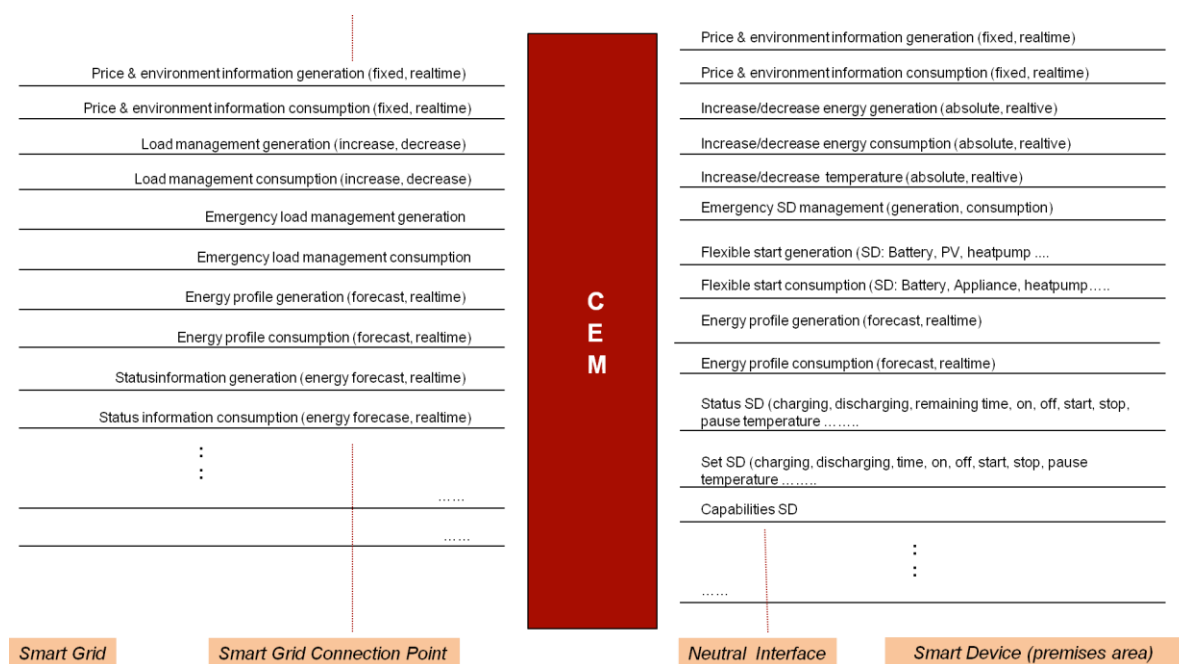 Price & environment information generation (fixed, realtime)
Price & environment information consumption (fixed, realtime)
Load management generation (increase, decrease)
Load management consumption (increase, decrease)
Emergency load management generation
Emergency load management consumption
Energy profile generation (forecast, realtime)
Energy profile consumption (forecast, realtime)
Statusinformation generation (energy forecast, realtime)
Status information consumption (energy forecase, realtime)
⋮
……
……
C
E
M
Price & environment information generation (fixed, realtime)
Price & environment information consumption (fixed, realtime)
Increase/decrease energy generation (absolute, realtive)
Increase/decrease energy consumption (absolute, realtive)
Increase/decrease temperature (absolute, realtive)
Emergency SD management (generation, consumption)
Flexible start generation (SD: Battery, PV, heatpump ....
Flexible start consumption (SD: Battery, Appliance, heatpump…..
Energy profile generation (forecast, realtime)
Energy profile consumption (forecast, realtime)
Status SD (charging, discharging, remaining time, on, off, start, stop,
pause temperature ……..
Set SD (charging, discharging, time, on, off, start, stop, pause
temperature ……..
Capabilities SD
⋮
……
Smart Grid
Smart Grid Connection Point
Neutral Interface
Smart Device (premises area)